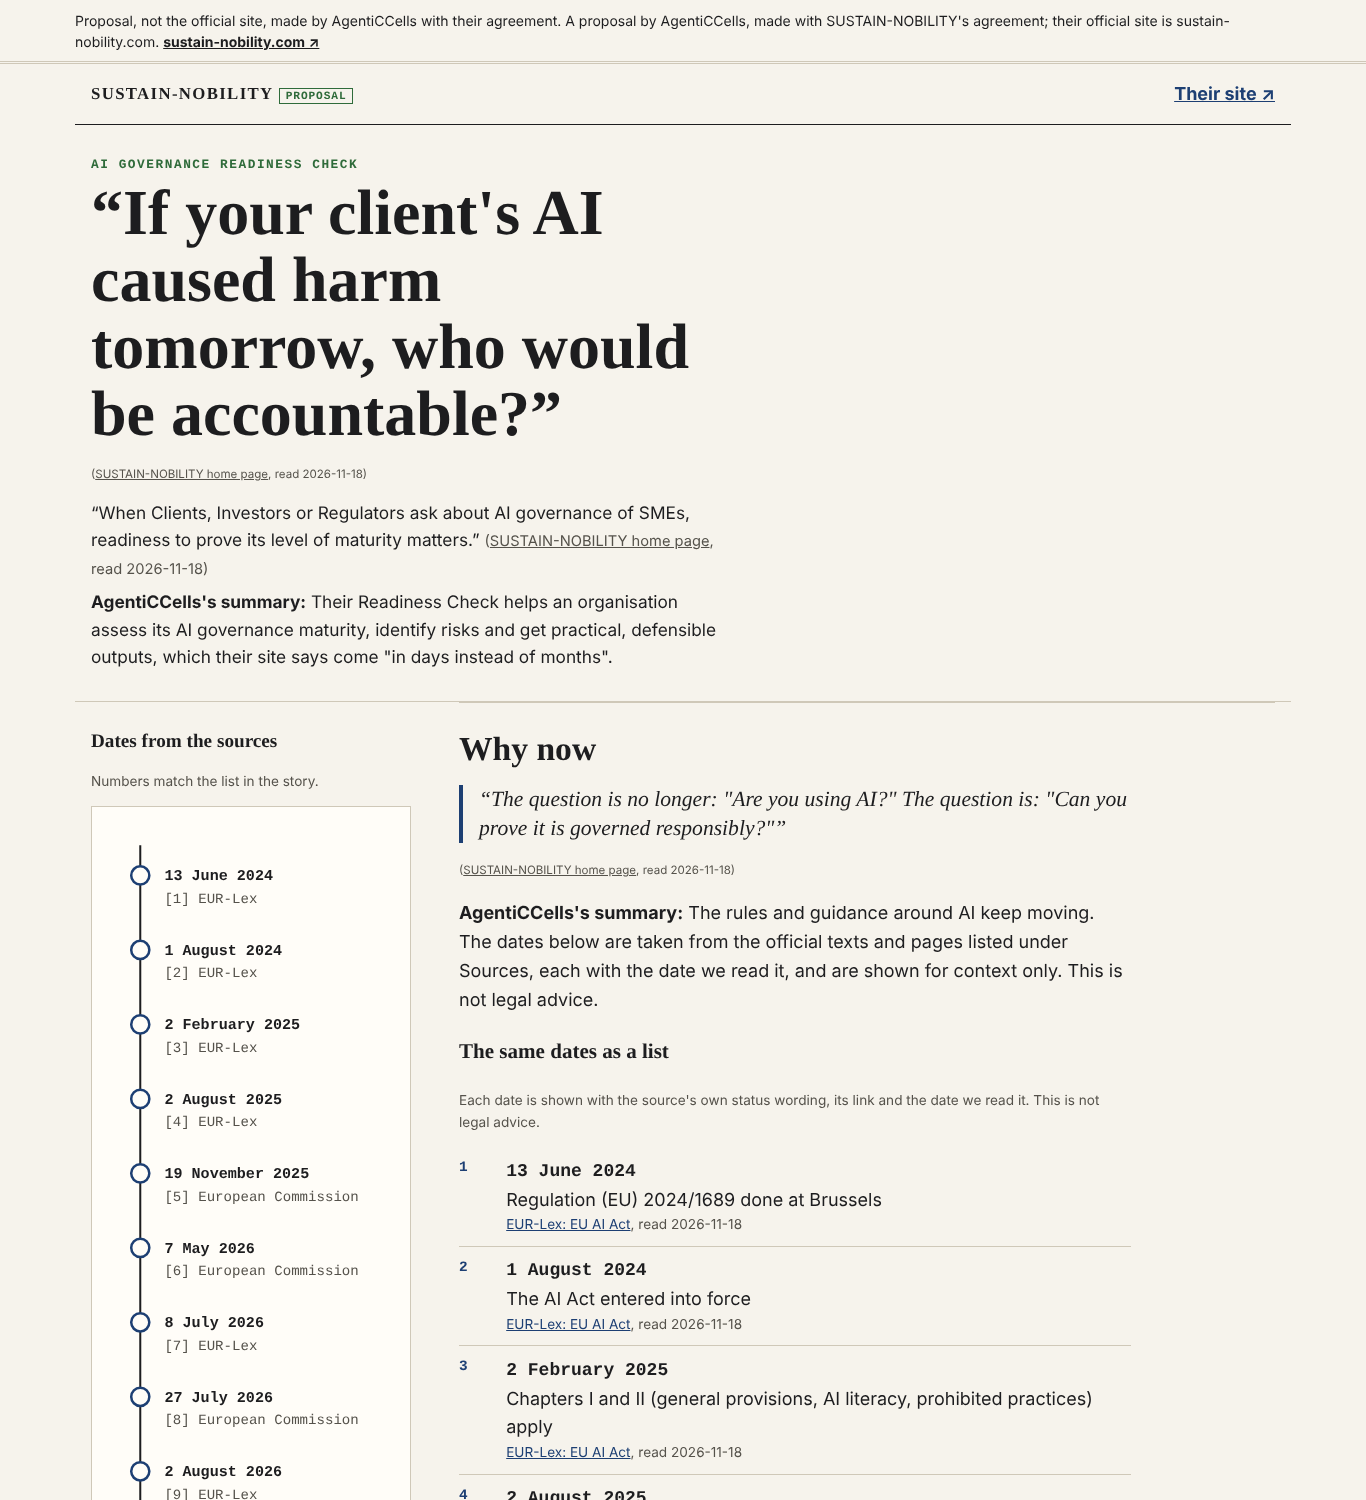 Proposal, not the official site, made by AgentiCCells with their agreement. A proposal by AgentiCCells, made with SUSTAIN-NOBILITY's agreement; their official site is sustain-
nobility.com. sustain-nobility.com ↗
SUSTAIN-NOBILITY PROPOSAL
Their site ↗
AI GOVERNANCE READINESS CHECK
“If your client's AI
caused harm
tomorrow, who would
be accountable?”
(SUSTAIN-NOBILITY home page, read 2026-11-18)
“When Clients, Investors or Regulators ask about AI governance of SMEs,
readiness to prove its level of maturity matters.” (SUSTAIN-NOBILITY home page,
read 2026-11-18)
AgentiCCells's summary: Their Readiness Check helps an organisation
assess its AI governance maturity, identify risks and get practical, defensible
outputs, which their site says come "in days instead of months".
Dates from the sources
Numbers match the list in the story.
13 June 2024
[1] EUR-Lex
1 August 2024
[2] EUR-Lex
2 February 2025
[3] EUR-Lex
2 August 2025
[4] EUR-Lex
19 November 2025
[5] European Commission
7 May 2026
[6] European Commission
8 July 2026
[7] EUR-Lex
27 July 2026
[8] European Commission
2 August 2026
[9] EUR-Lex
Why now
“The question is no longer: "Are you using AI?" The question is: "Can you
prove it is governed responsibly?"”
(SUSTAIN-NOBILITY home page, read 2026-11-18)
AgentiCCells's summary: The rules and guidance around AI keep moving.
The dates below are taken from the official texts and pages listed under
Sources, each with the date we read it, and are shown for context only. This is
not legal advice.
The same dates as a list
Each date is shown with the source's own status wording, its link and the date we read it. This is not
legal advice.
1 13 June 2024
Regulation (EU) 2024/1689 done at Brussels
EUR-Lex: EU AI Act, read 2026-11-18
2 1 August 2024
The AI Act entered into force
EUR-Lex: EU AI Act, read 2026-11-18
3 2 February 2025
Chapters I and II (general provisions, AI literacy, prohibited practices)
apply
EUR-Lex: EU AI Act, read 2026-11-18
4 2 August 2025